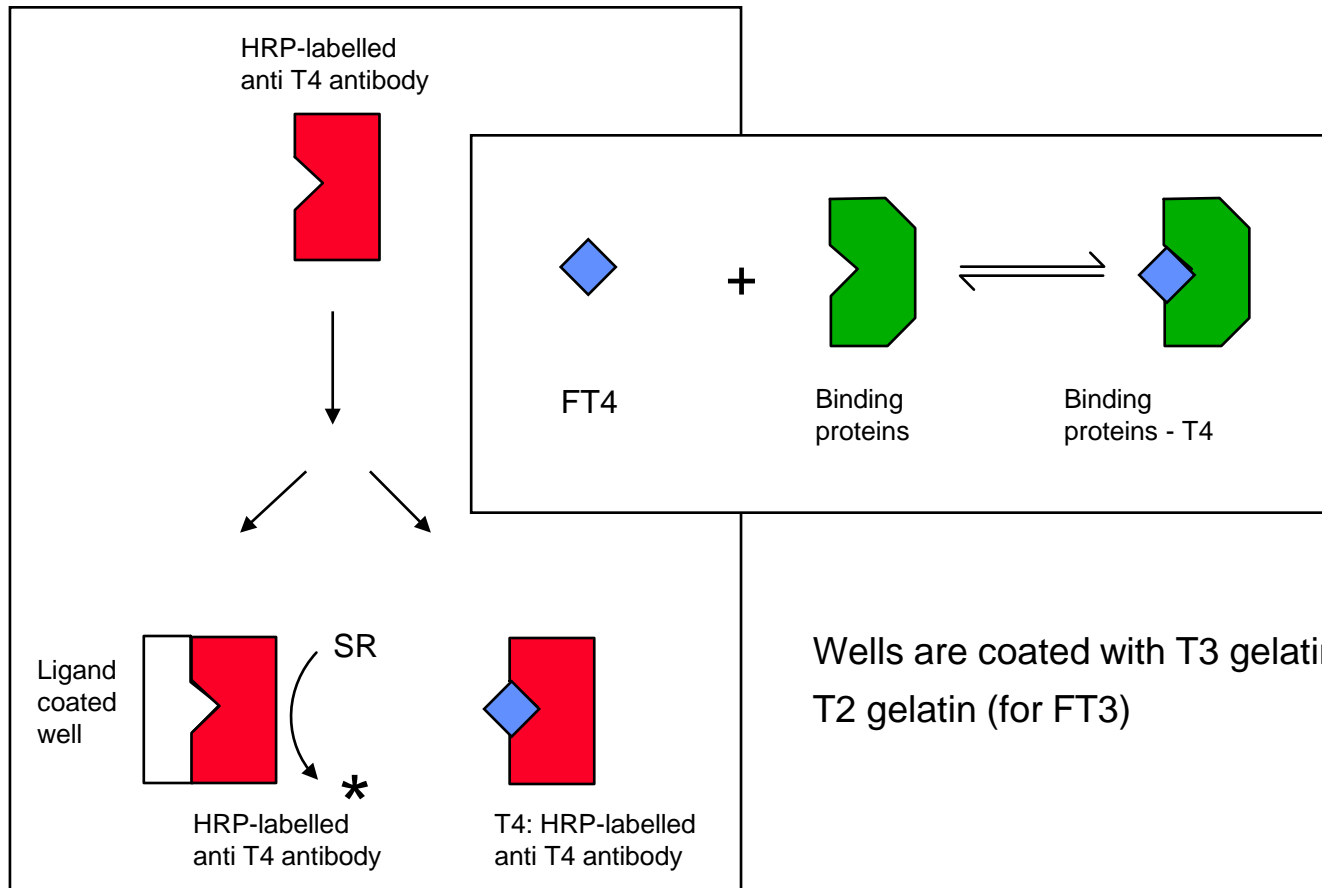 HRP-labelled
anti T4 antibody
+
FT4
Binding
proteins
Binding
proteins - T4
Ligand
coated
well
SR
*
HRP-labelled
anti T4 antibody
T4: HRP-labelled
anti T4 antibody
Wells are coated with T3
T2 gelatin (for FT3)